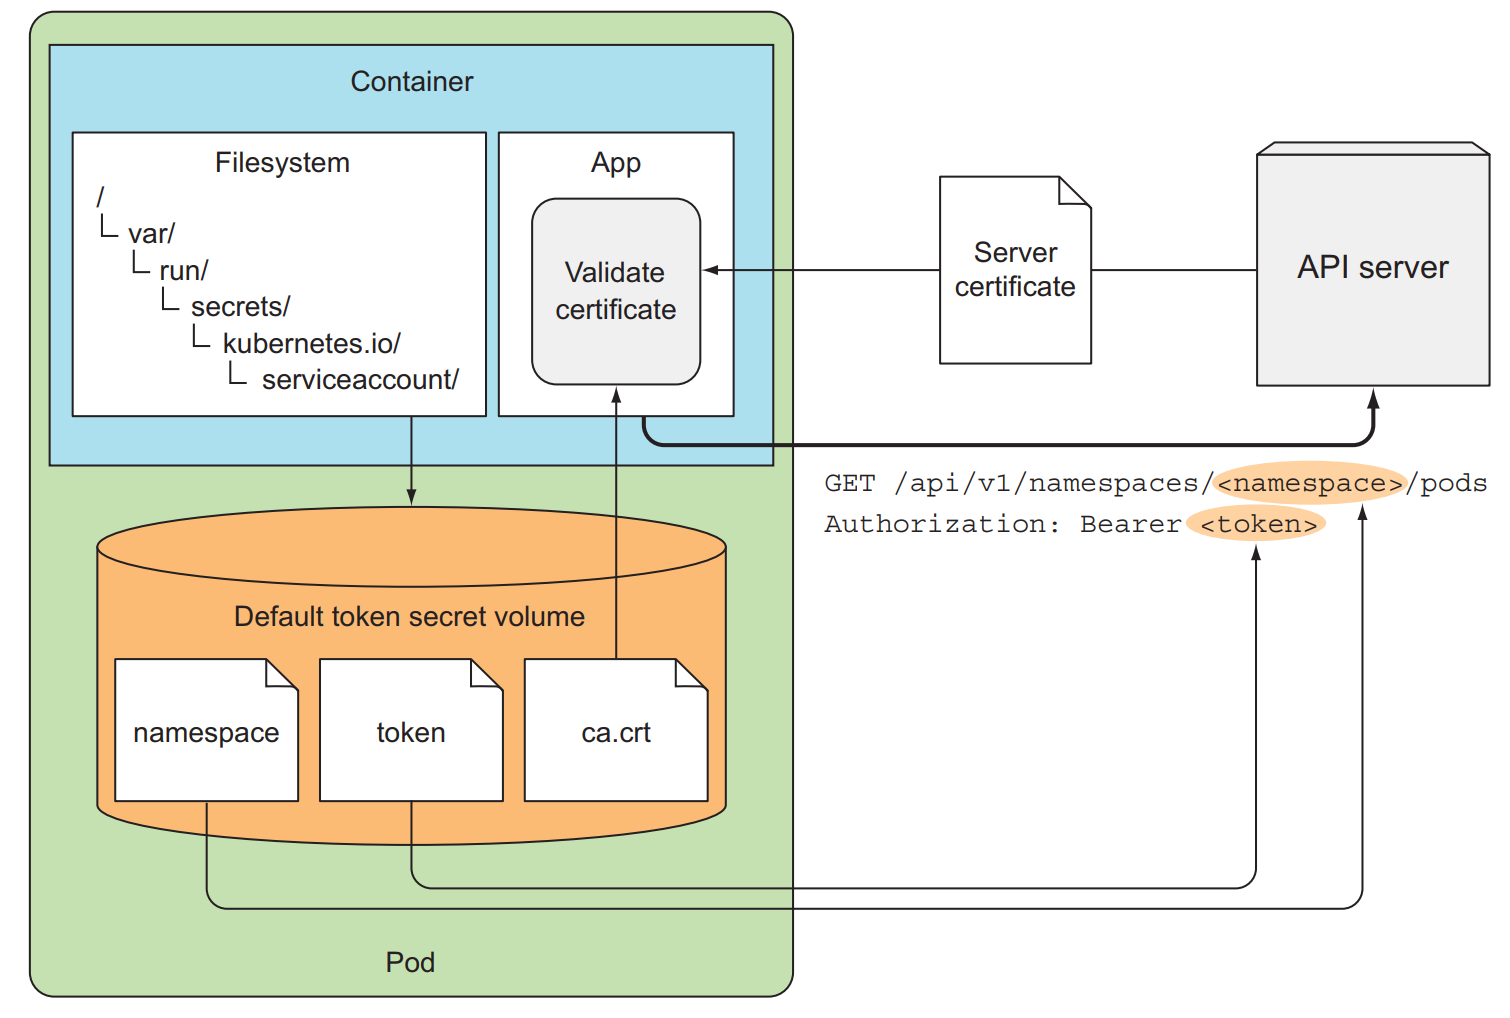 Container
Filesystem
/
var/
run/
secrets/
kubernetes.io/
serviceaccount/
App
Validate
certificate
Server
certificate
API server
GET /api/v1/namespaces/<namespace>/pods
Authorization: Bearer <token>
Default token secret volume
namespace
token
ca.crt
Pod